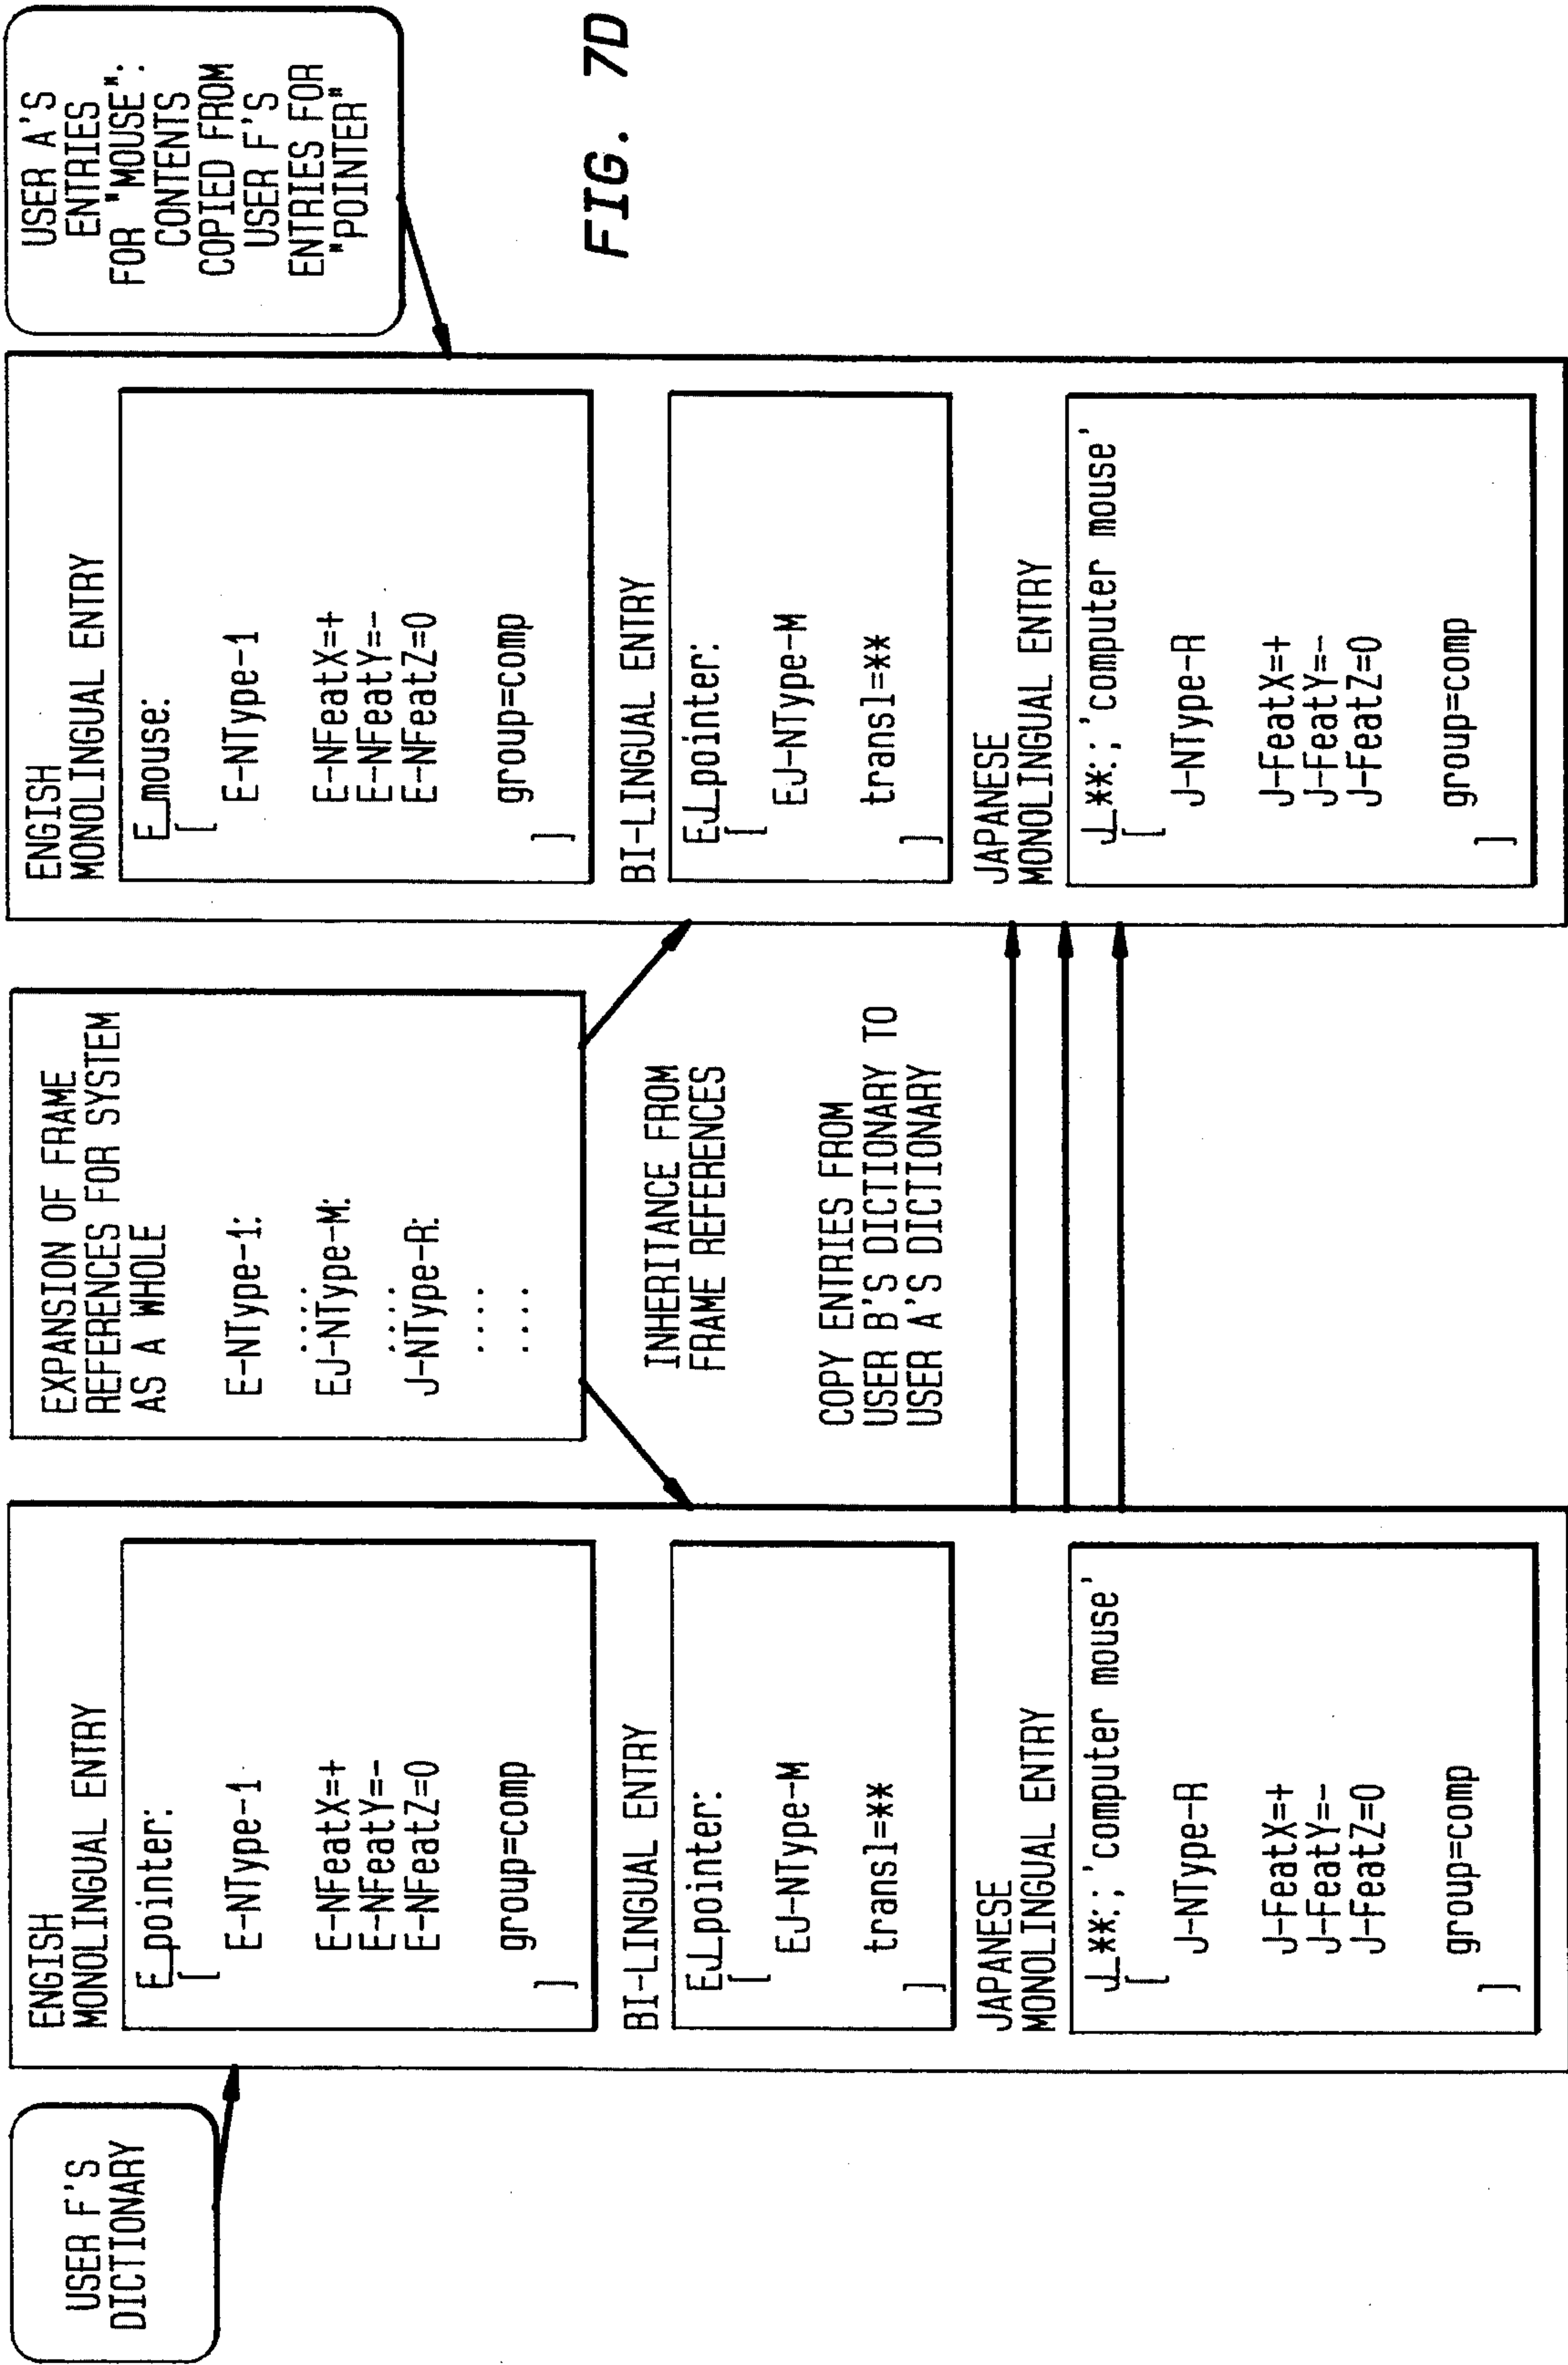 USER F'S
DICTIONARY
ENGISH
MONOLINGUAL ENTRY
E_pointer:
[
E-NType-1
E-NFeatX=+
E-NFeatY=-
E-NFeatZ=0
group=comp
]
BI-LINGUAL ENTRY
EJ_pointer:
[
EJ-NType-M
transl=**
]
JAPANESE
MONOLINGUAL ENTRY
J_**:;'computer mouse'
[
J-NType-R
J-FeatX=+
J-FeatY=-
J-FeatZ=0
group=comp
]
EXPANSION OF FRAME
REFERENCES FOR SYSTEM
AS A WHOLE
E-NType-1:
....
EJ-NType-M:
....
J-NType-R:
....
....
INHERITANCE FROM
FRAME REFERENCES
COPY ENTRIES FROM
USER B'S DICTIONARY TO
USER A'S DICTIONARY
ENGISH
MONOLINGUAL ENTRY
E_mouse:
[
E-NType-1
E-NFeatX=+
E-NFeatY=-
E-NFeatZ=0
group=comp
]
BI-LINGUAL ENTRY
EJ_pointer:
[
EJ-NType-M
transl=**
]
JAPANESE
MONOLINGUAL ENTRY
J_**:;'computer mouse'
[
J-NType-R
J-FeatX=+
J-FeatY=-
J-FeatZ=0
group=comp
]
USER A'S
ENTRIES
FOR "MOUSE":
CONTENTS
COPIED FROM
USER F'S
ENTRIES FOR
"POINTER"
FIG. 7D